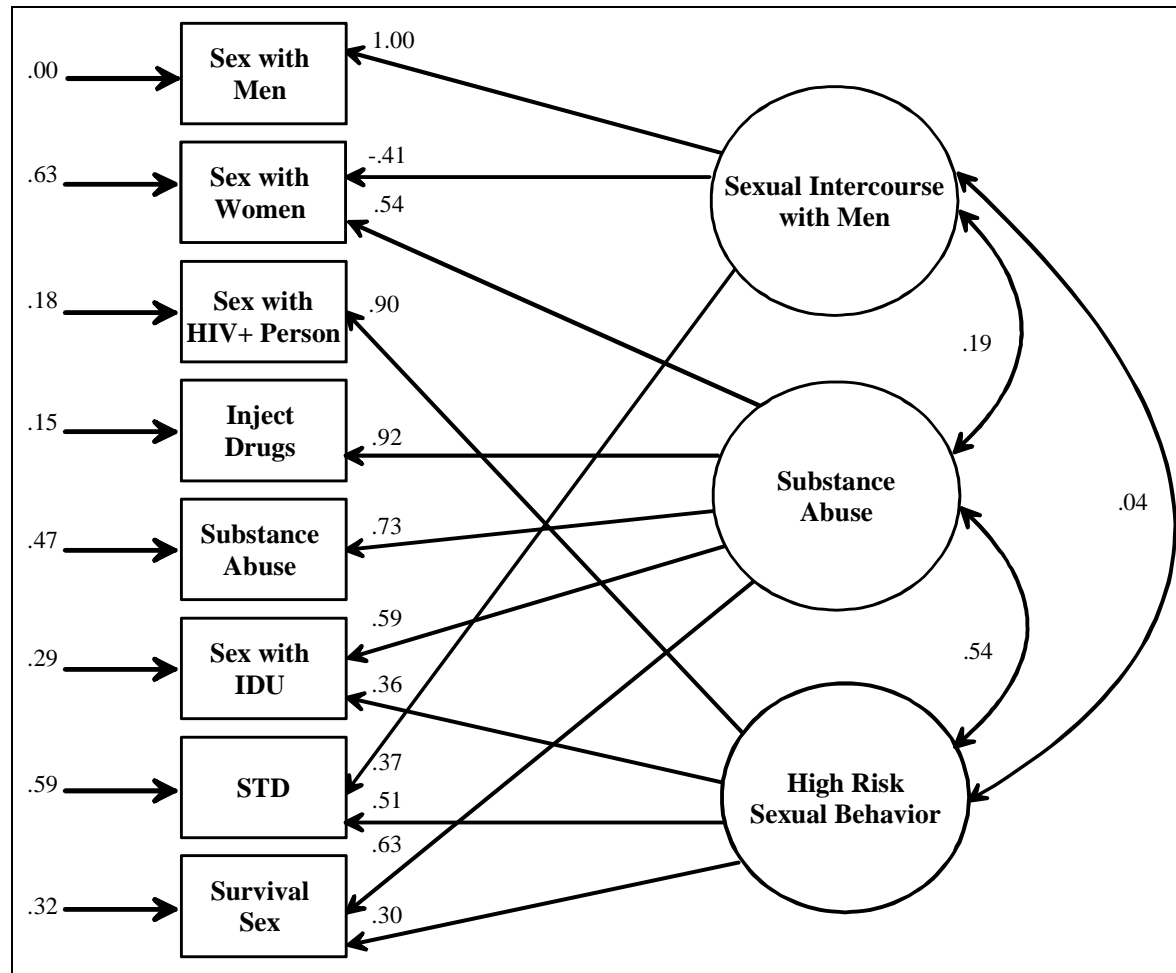 .00
Sex with
Men
1.00
.63
Sex with
Women
-.41
.54
Sexual Intercourse
with Men
.18
Sex with
HIV+ Person
.90
.19
.15
Inject
Drugs
.92
Substance
Abuse
.04
.47
Substance
Abuse
.73
.29
Sex with
IDU
.59
.36
.54
.59
STD
.37
.51
High Risk
Sexual Behavior
.32
Survival
Sex
.63
.30